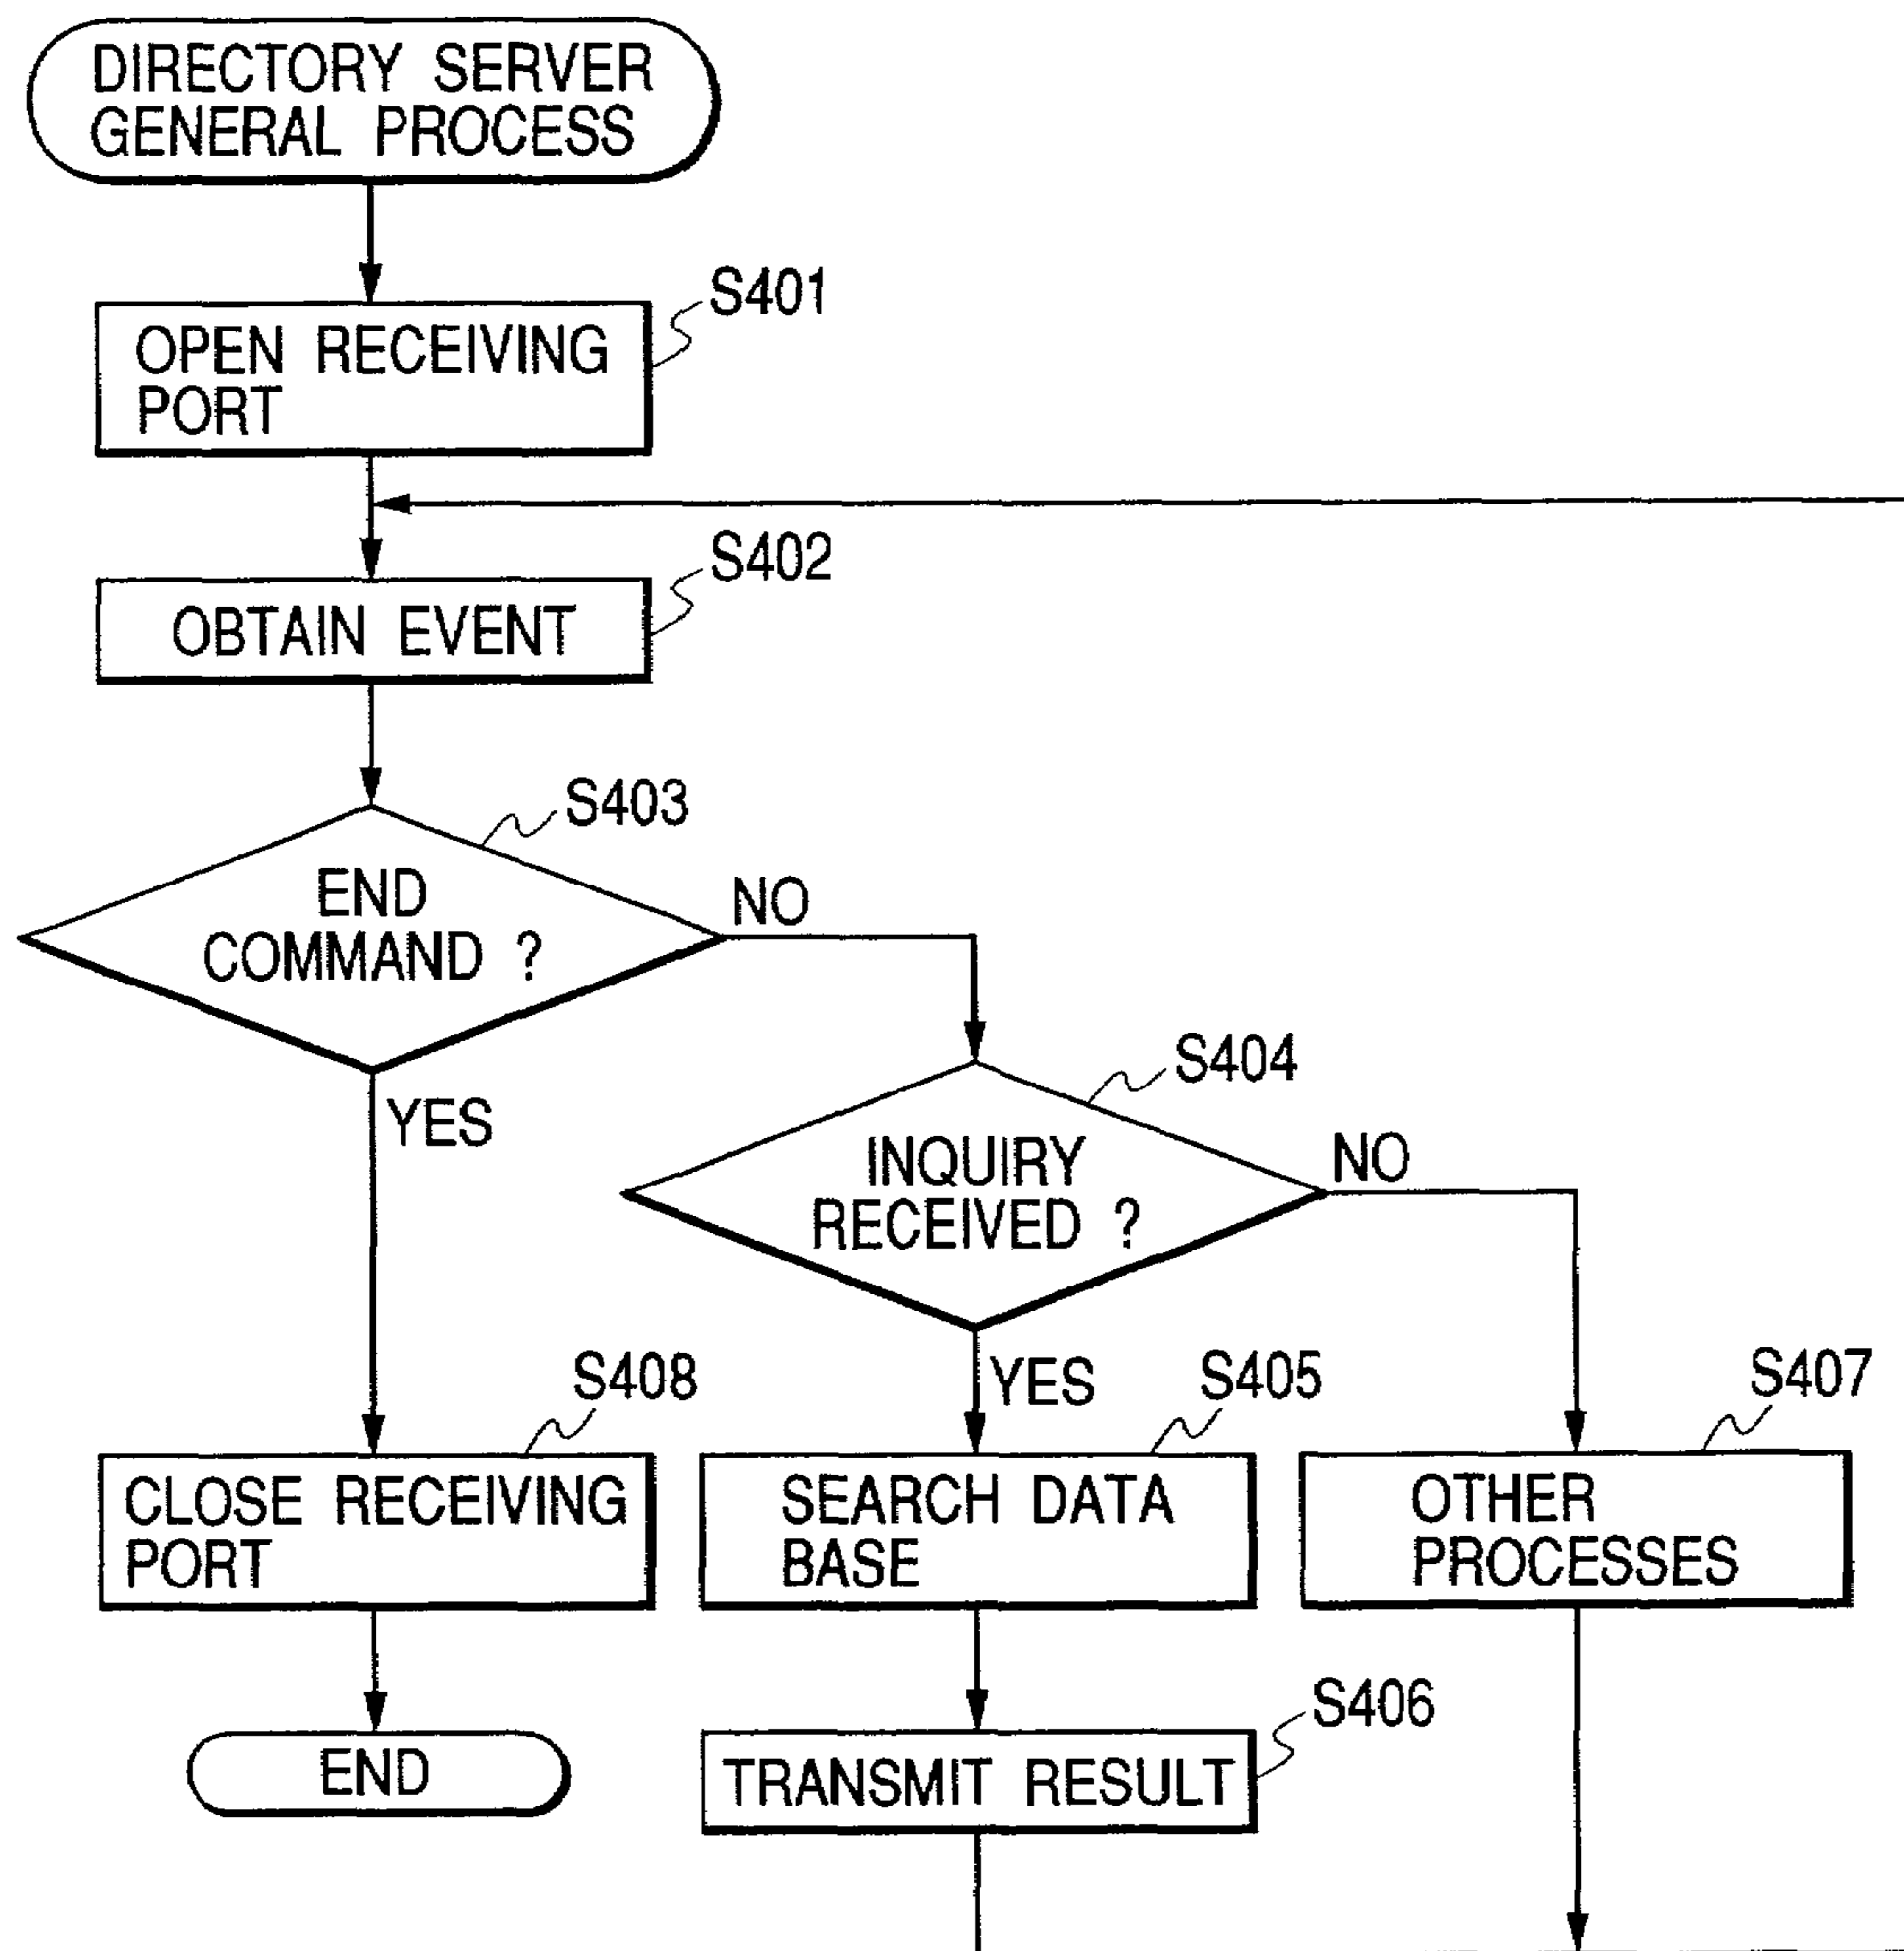 DIRECTORY SERVER
GENERAL PROCESS
S401
OPEN RECEIVING
PORT
S402
OBTAIN EVENT
S403
END
COMMAND ?
NO
YES
S404
INQUIRY
RECEIVED ?
NO
YES
S408
CLOSE RECEIVING
PORT
S405
SEARCH DATA
BASE
S407
OTHER
PROCESSES
END
S406
TRANSMIT RESULT